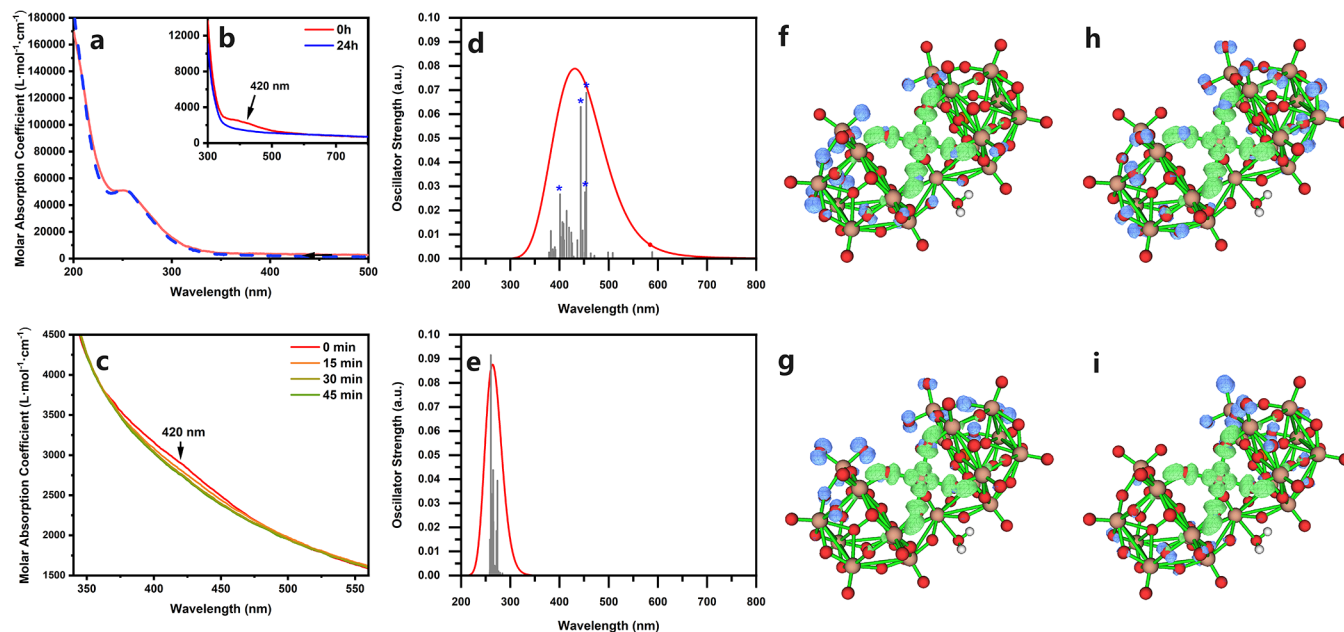 a
b
0h
24h
420 nm
12000
8000
4000
0
300
500
700
180000
160000
140000
120000
100000
80000
60000
40000
20000
0
200
300
400
500
Molar Absorption Coefficient (L·mol⁻¹·cm⁻¹)
Wavelength (nm)
d
0.10
0.09
0.08
0.07
0.06
0.05
0.04
0.03
0.02
0.01
0.00
200
300
400
500
600
700
800
*
*
*
*
Oscillator Strength (a.u.)
Wavelength (nm)
f
h
c
0 min
15 min
30 min
45 min
420 nm
4500
4000
3500
3000
2500
2000
1500
350
400
450
500
550
Molar Absorption Coefficient (L·mol⁻¹·cm⁻¹)
Wavelength (nm)
e
0.10
0.09
0.08
0.07
0.06
0.05
0.04
0.03
0.02
0.01
0.00
200
300
400
500
600
700
800
Oscillator Strength (a.u.)
Wavelength (nm)
g
i